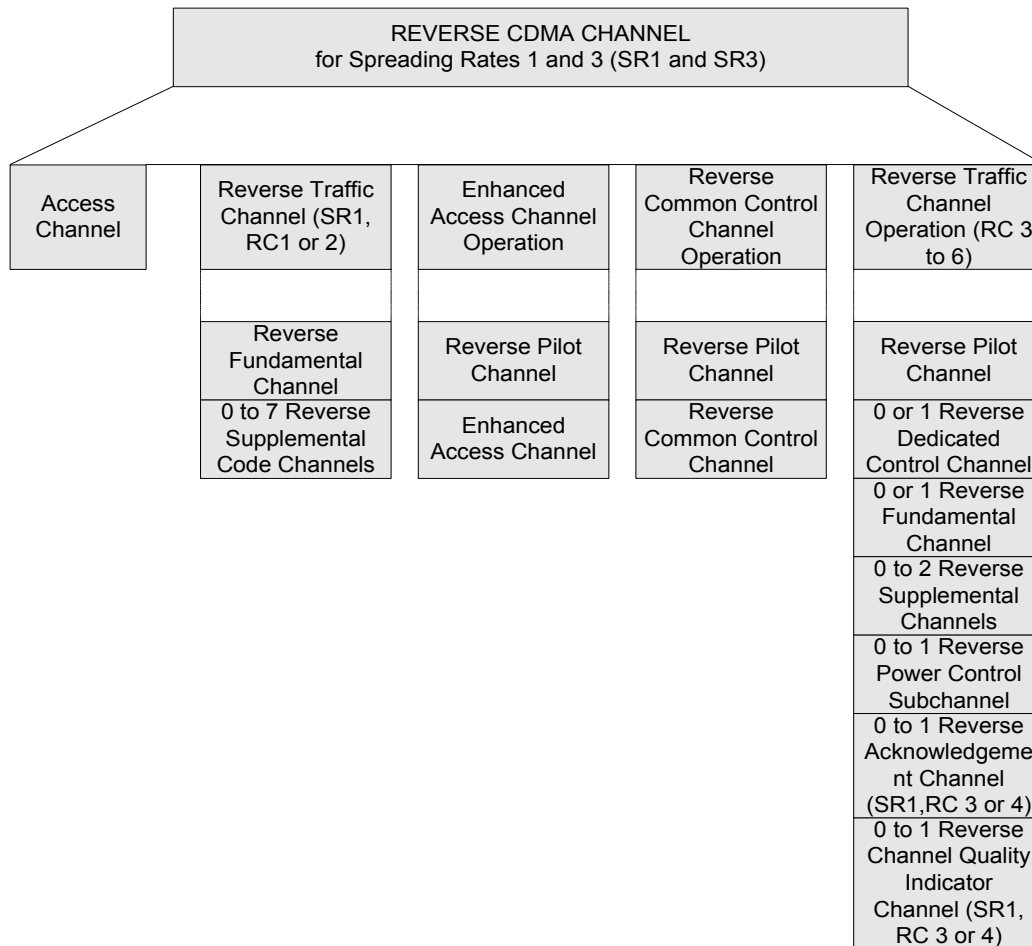 REVERSE CDMA CHANNEL
for Spreading Rates 1 and 3 (SR1 and SR3)
Access
Channel
Reverse Traffic
Channel (SR1,
RC1 or 2)
Enhanced
Access Channel
Operation
Reverse
Common Control
Channel
Operation
Reverse Traffic
Channel
Operation (RC 3
to 6)
Reverse
Fundamental
Channel
0 to 7 Reverse
Supplemental
Code Channels
Reverse Pilot
Channel
Enhanced
Access Channel
Reverse Pilot
Channel
Reverse
Common Control
Channel
Reverse Pilot
Channel
0 or 1 Reverse
Dedicated
Control Channel
0 or 1 Reverse
Fundamental
Channel
0 to 2 Reverse
Supplemental
Channels
0 to 1 Reverse
Power Control
Subchannel
0 to 1 Reverse
Acknowledgeme
nt Channel
(SR1,RC 3 or 4)
0 to 1 Reverse
Channel Quality
Indicator
Channel (SR1,
RC 3 or 4)